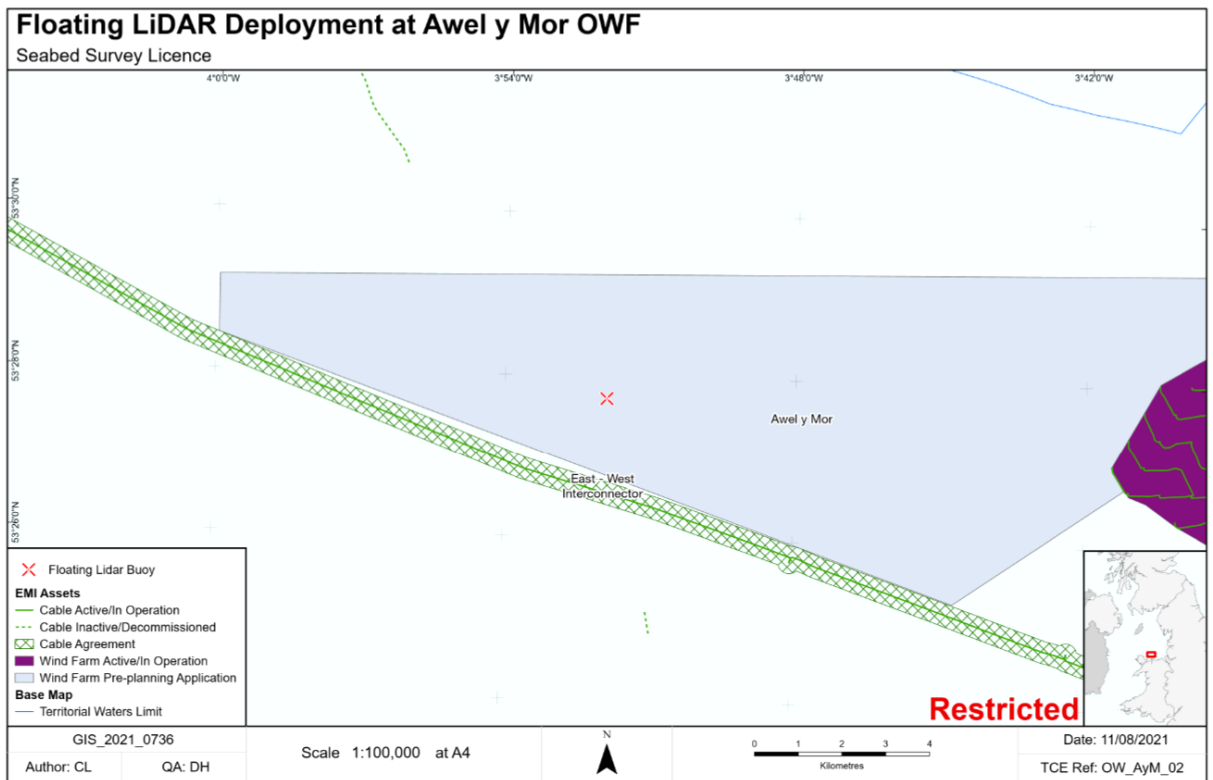 Floating LiDAR Deployment at Awel y Mor OWF
Seabed Survey Licence
4°0'0"W
3°54'0"W
3°48'0"W
3°42'0"W
53°30'0"N
53°28'0"N
53°26'0"N
Awel y Mor
East - West
Interconnector
Floating Lidar Buoy
EMI Assets
Cable Active/In Operation
Cable Inactive/Decommissioned
Cable Agreement
Wind Farm Active/In Operation
Wind Farm Pre-planning Application
Base Map
Territorial Waters Limit
Restricted
GIS_2021_0736
Author: CL
QA: DH
Scale 1:100,000 at A4
N
0 1 2 3 4
Kilometres
Date: 11/08/2021
TCE Ref: OW_AyM_02